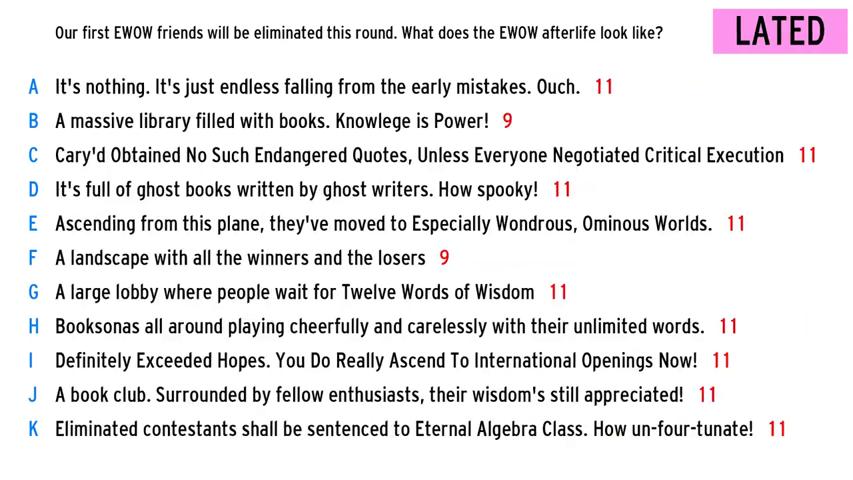 Our first EWOW friends will be eliminated this round. What does the EWOW afterlife look like?
LATED
A It's nothing. It's just endless falling from the early mistakes. Ouch. 11
B A massive library filled with books. Knowlege is Power! 9
C Cary'd Obtained No Such Endangered Quotes, Unless Everyone Negotiated Critical Execution 11
D It's full of ghost books written by ghost writers. How spooky! 11
E Ascending from this plane, they've moved to Especially Wondrous, Ominous Worlds. 11
F A landscape with all the winners and the losers 9
G A large lobby where people wait for Twelve Words of Wisdom 11
H Booksonas all around playing cheerfully and carelessly with their unlimited words. 11
I Definitely Exceeded Hopes. You Do Really Ascend To International Openings Now! 11
J A book club. Surrounded by fellow enthusiasts, their wisdom's still appreciated! 11
K Eliminated contestants shall be sentenced to Eternal Algebra Class. How un-four-tunate! 11